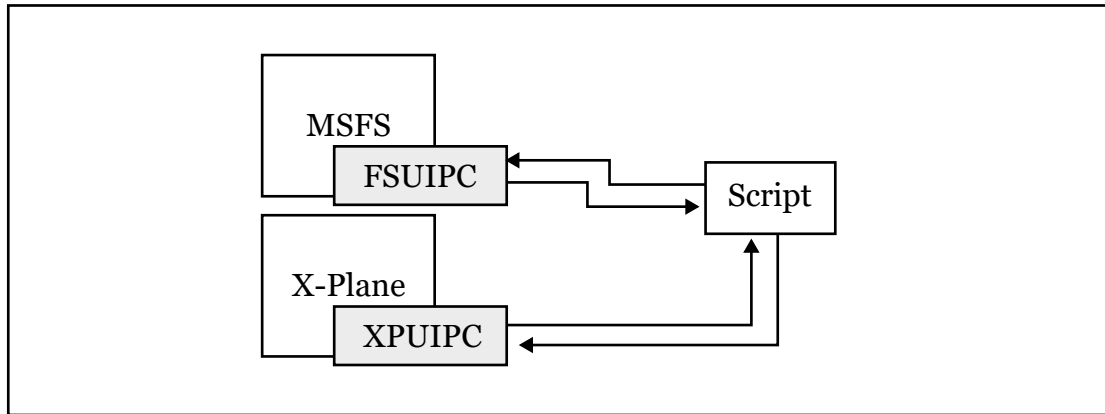 MSFS
FSUIPC
Script
X-Plane
XPUIPC